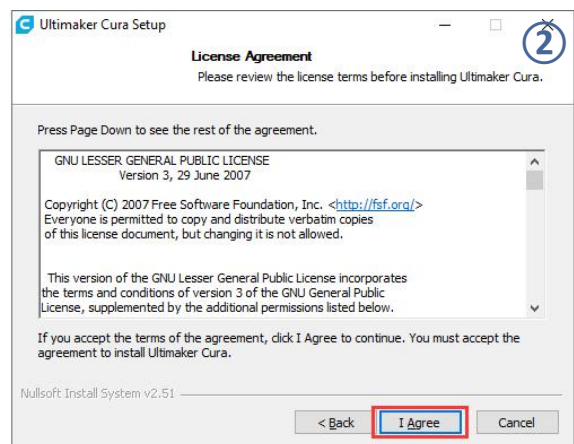 Ultimaker Cura Setup
②
License Agreement
Please review the license terms before installing Ultimaker Cura.
Press Page Down to see the rest of the agreement.
GNU LESSER GENERAL PUBLIC LICENSE
Version 3, 29 June 2007
Copyright (C) 2007 Free Software Foundation, Inc. <http://fsf.org/>
Everyone is permitted to copy and distribute verbatim copies
of this license document, but changing it is not allowed.
This version of the GNU Lesser General Public License incorporates
the terms and conditions of version 3 of the GNU General Public
License, supplemented by the additional permissions listed below.
If you accept the terms of the agreement, click I Agree to continue. You must accept the
agreement to install Ultimaker Cura.
Nullsoft Install System v2.51
< Back I Agree Cancel